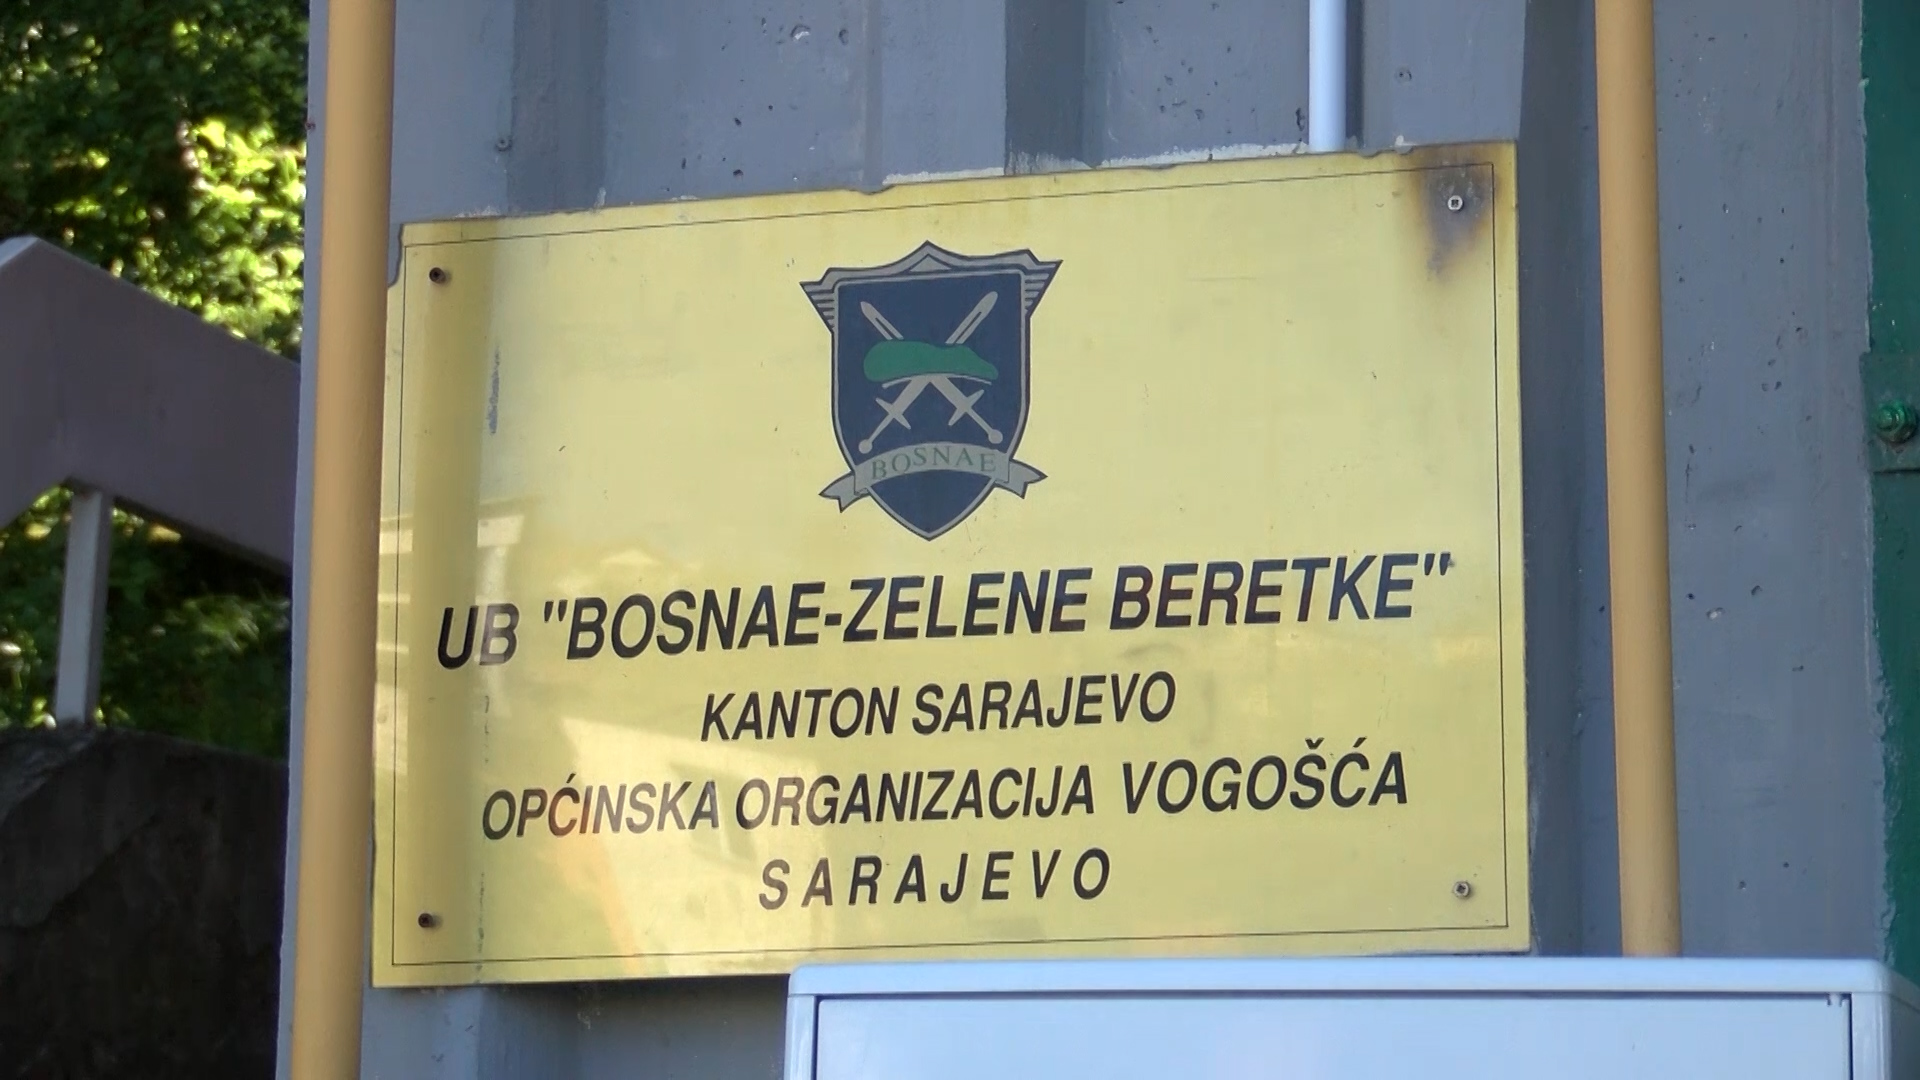 BOSNAE
UB "BOSNAE-ZELENE BERETKE"
KANTON SARAJEVO
OPĆINSKA ORGANIZACIJA VOGOŠĆA
SARAJEVO